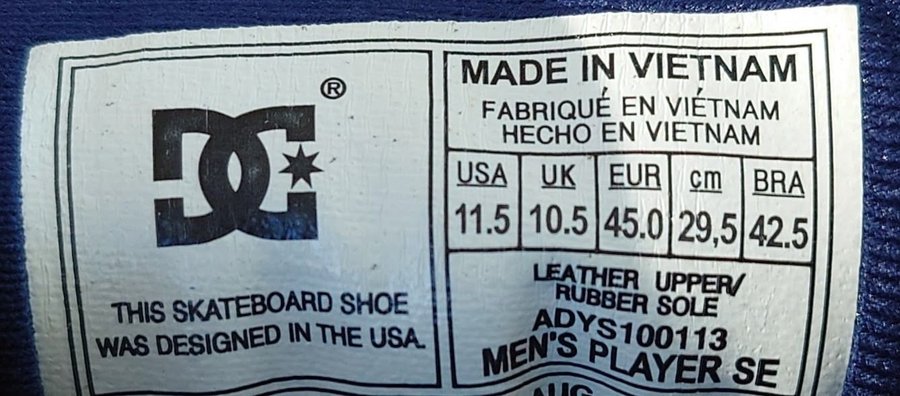 DC ®
THIS SKATEBOARD SHOE
WAS DESIGNED IN THE USA.
MADE IN VIETNAM
FABRIQUÉ EN VIÉTNAM
HECHO EN VIETNAM
USA UK EUR cm BRA
11.5 10.5 45.0 29,5 42.5
LEATHER UPPER/
RUBBER SOLE
ADYS100113
MEN'S PLAYER SE
AUG